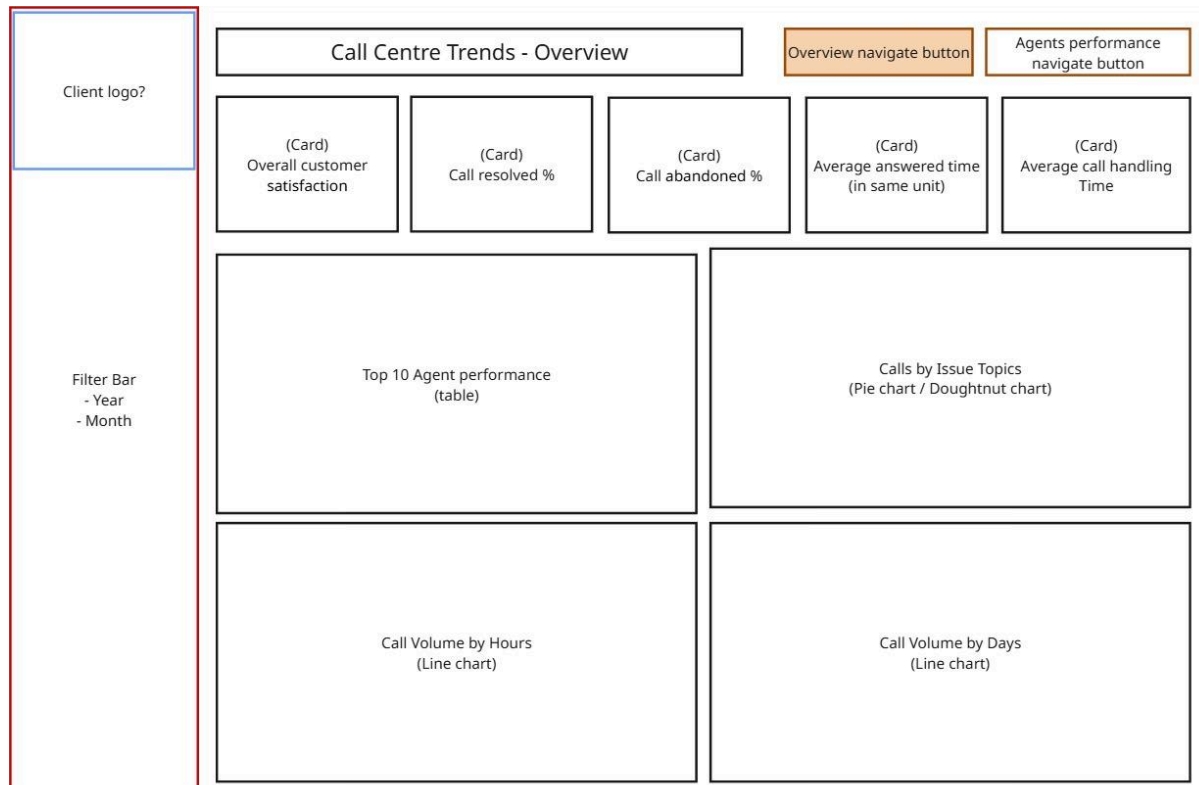 Client logo?
Call Centre Trends - Overview
Overview navigate button
Agents performance
navigate button
(Card)
Overall customer
satisfaction
(Card)
Call resolved %
(Card)
Call abandoned %
(Card)
Average answered time
(in same unit)
(Card)
Average call handling
Time
Filter Bar
- Year
- Month
Top 10 Agent performance
(table)
Calls by Issue Topics
(Pie chart / Doughtnut chart)
Call Volume by Hours
(Line chart)
Call Volume by Days
(Line chart)